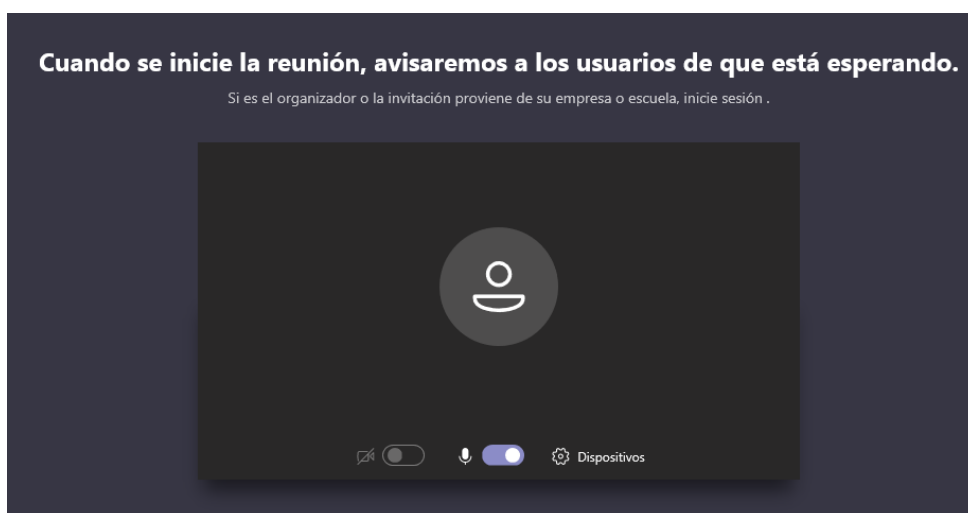 Cuando se inicie la reunión, avisaremos a los usuarios de que está esperando.
Si es el organizador o la invitación proviene de su empresa o escuela, inicie sesión .
Dispositivos